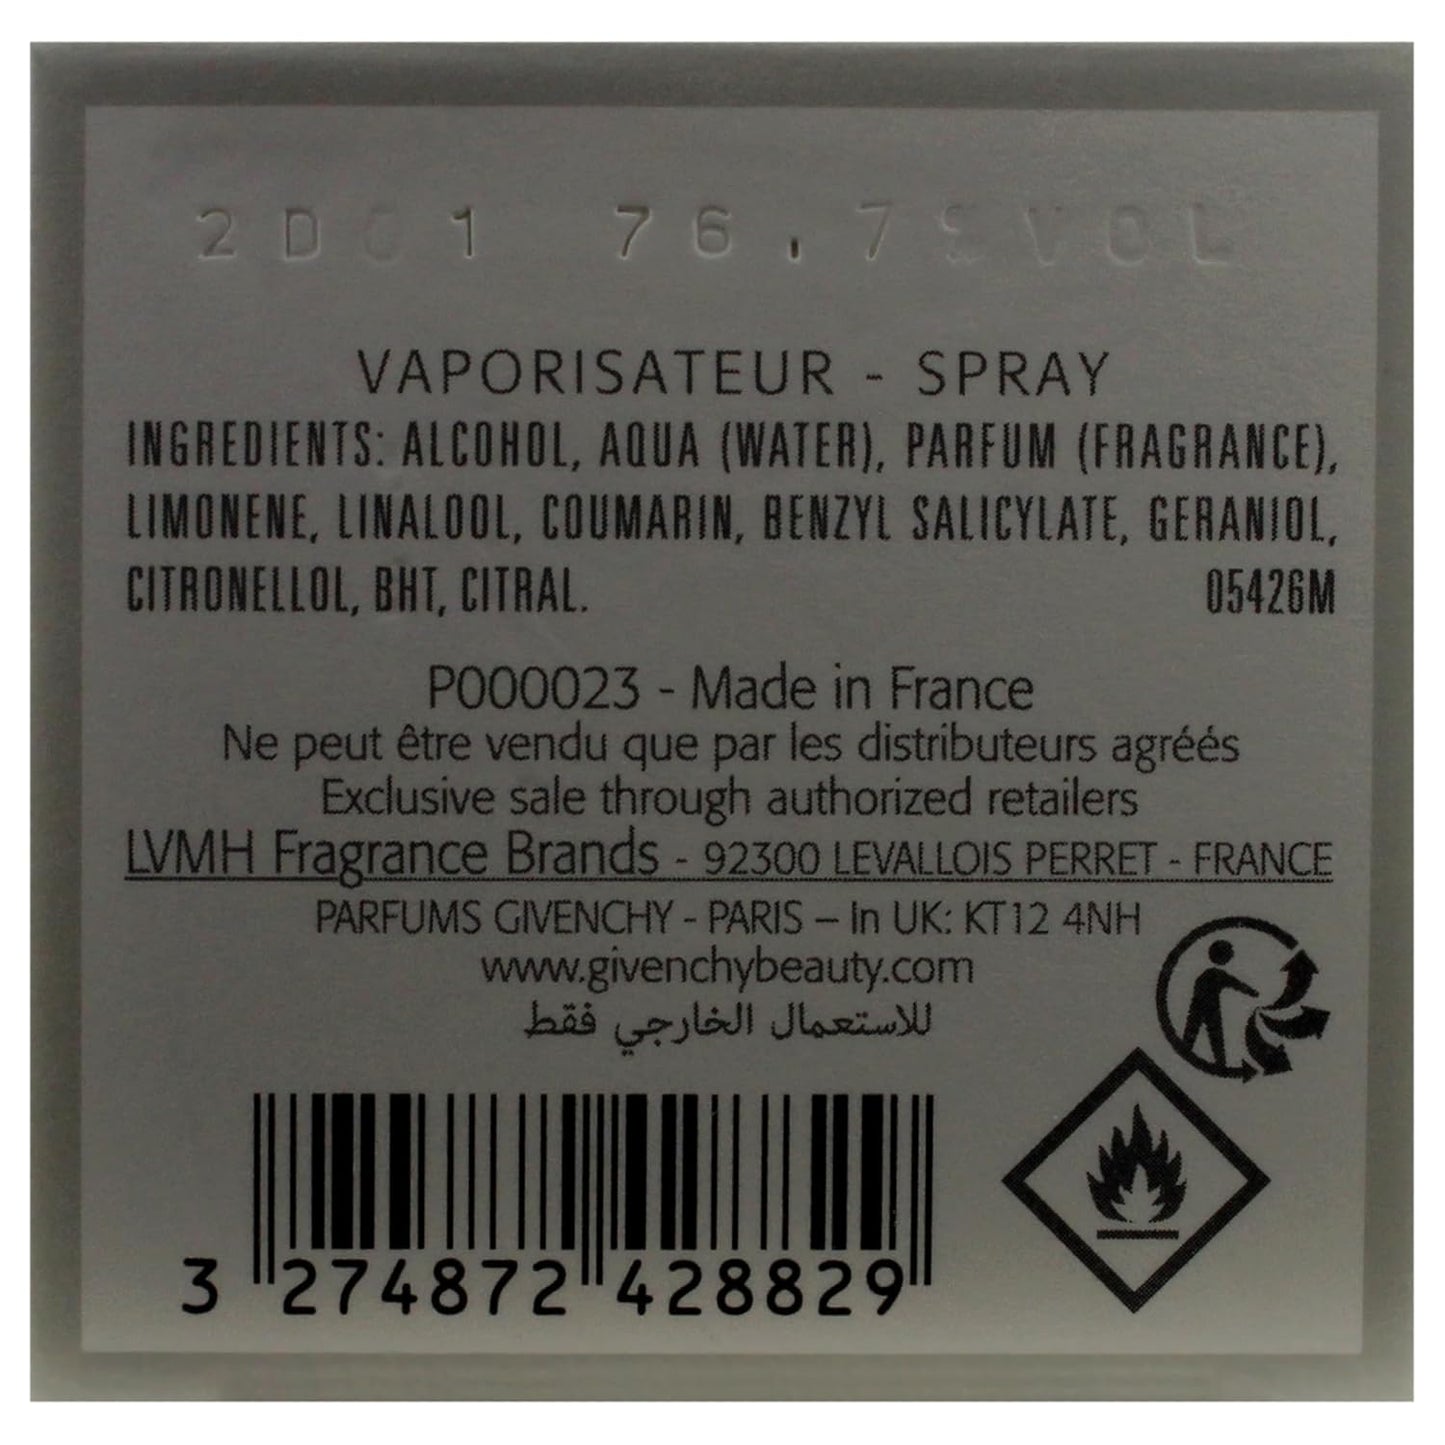 2D01 76.7%VOL
VAPORISATEUR - SPRAY
INGREDIENTS: ALCOHOL, AQUA (WATER), PARFUM (FRAGRANCE),
LIMONENE, LINALOOL, COUMARIN, BENZYL SALICYLATE, GERANIOL,
CITRONELLOL, BHT, CITRAL. 05426M
P000023 - Made in France
Ne peut être vendu que par les distributeurs agréés
Exclusive sale through authorized retailers
LVMH Fragrance Brands - 92300 LEVALLOIS PERRET - FRANCE
PARFUMS GIVENCHY - PARIS – In UK: KT12 4NH
www.givenchybeauty.com
للاستعمال الخارجي فقط
3 274872 428829